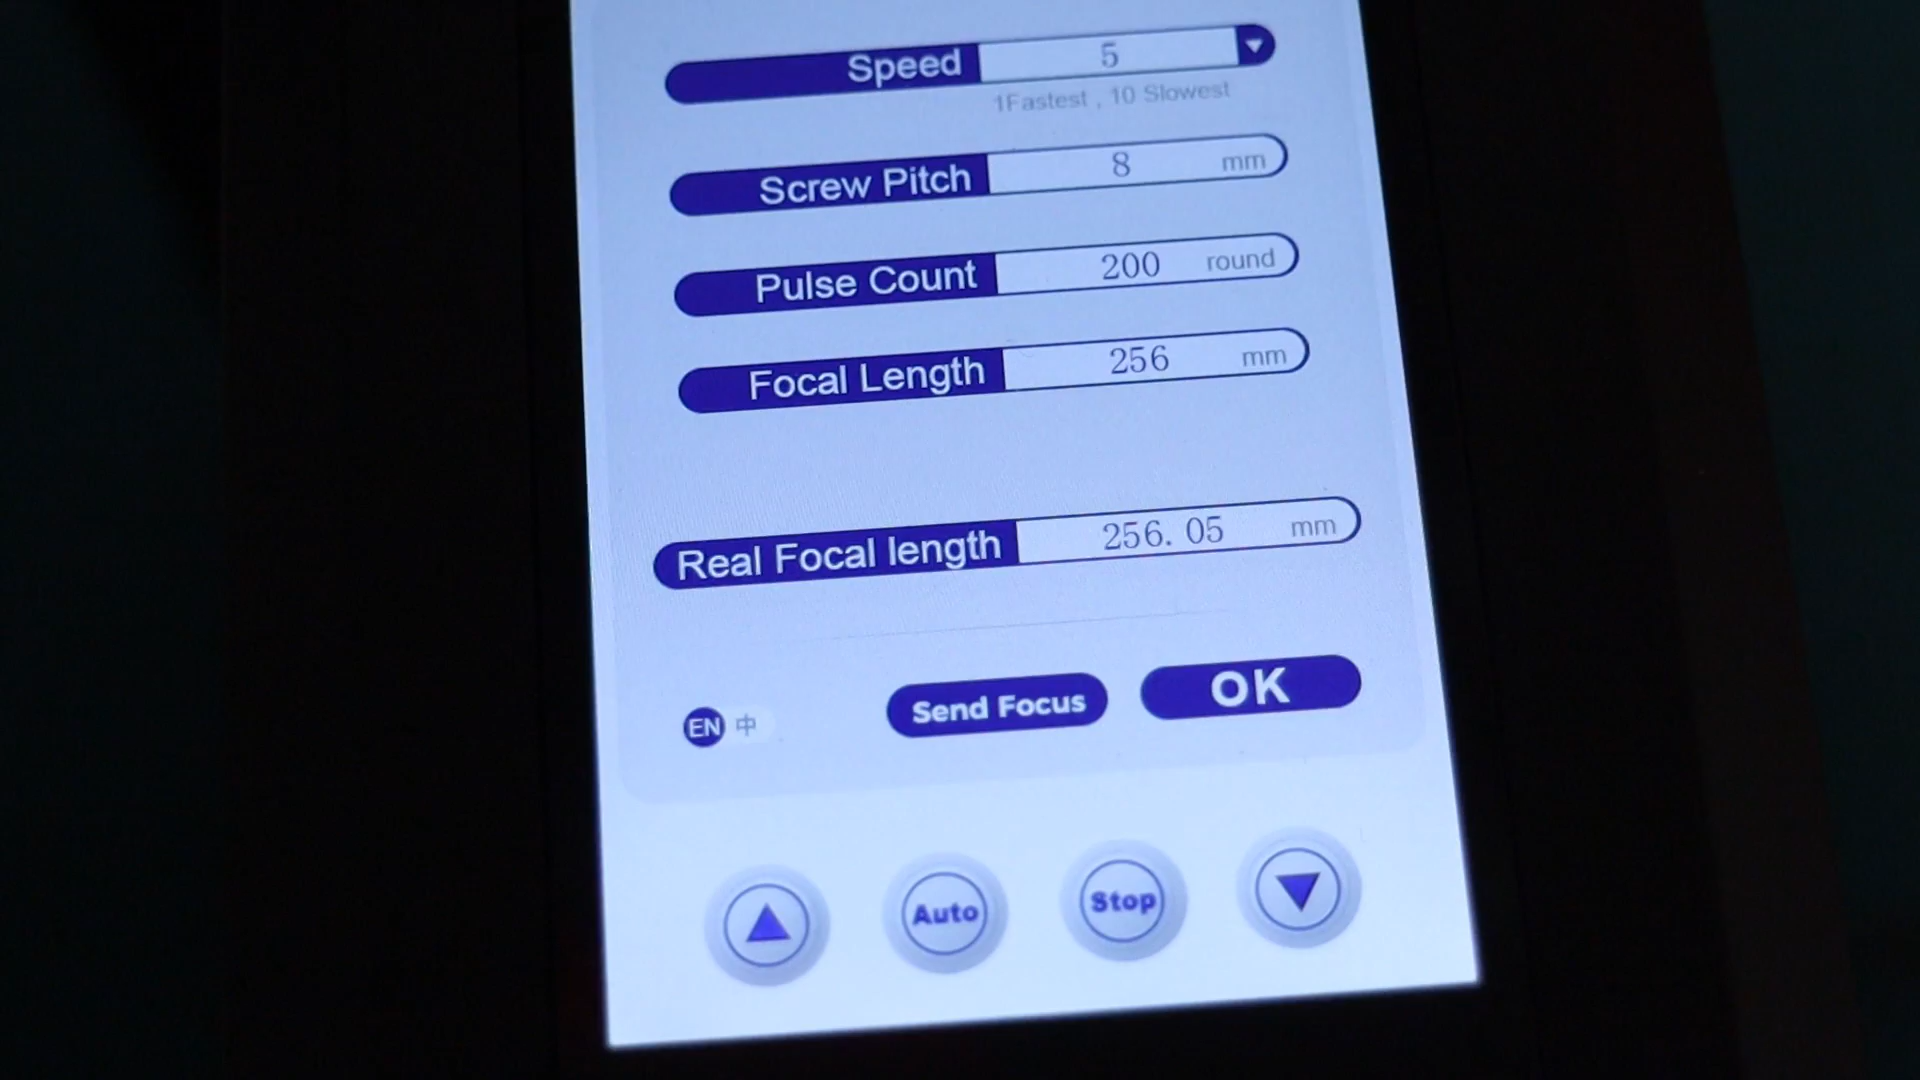 Speed 5
1Fastest , 10 Slowest
Screw Pitch 8 mm
Pulse Count 200 round
Focal Length 256 mm
Real Focal length 256. 05 mm
EN 中 Send Focus OK
Auto Stop